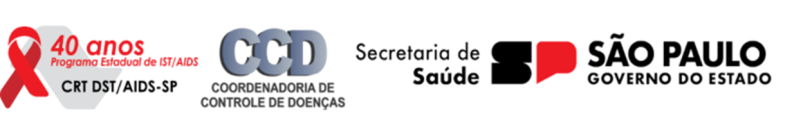 40 anos
Programa Estadual de IST/AIDS
CRT DST/AIDS-SP
CCD
COORDENADORIA DE
CONTROLE DE DOENÇAS
Secretaria de
Saúde
SP
SÃO PAULO
GOVERNO DO ESTADO